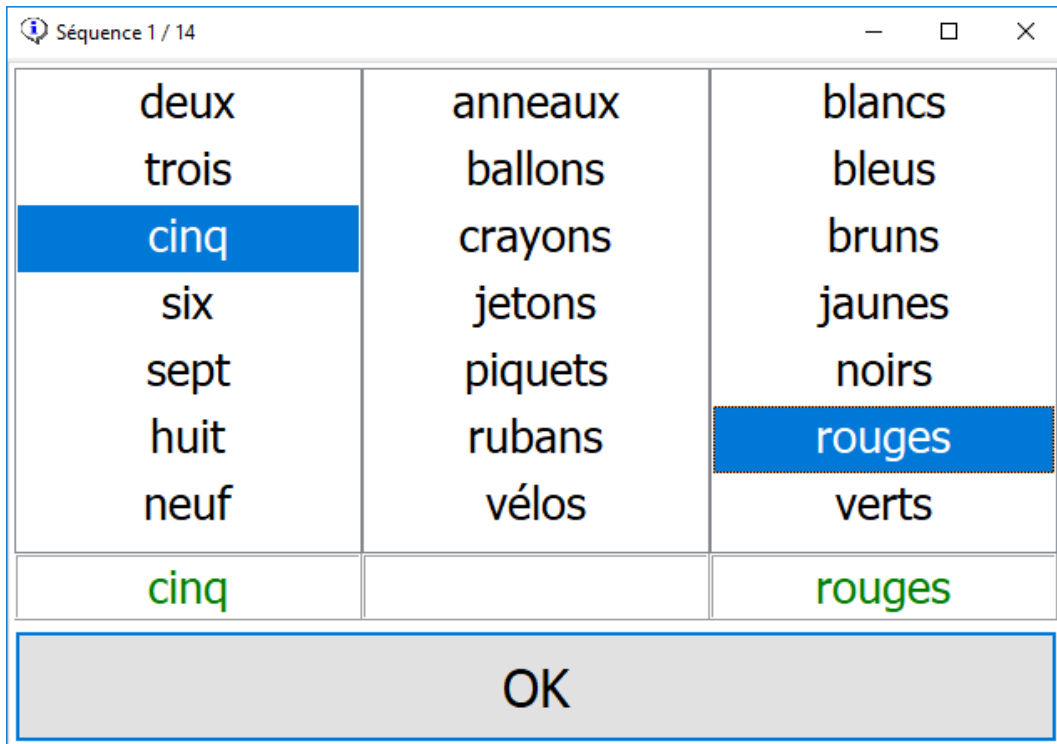 Séquence 1 / 14
deux anneaux blancs
trois ballons bleus
cinq crayons bruns
six jetons jaunes
sept piquets noirs
huit rubans rouges
neuf vélos verts
cinq rouges
OK